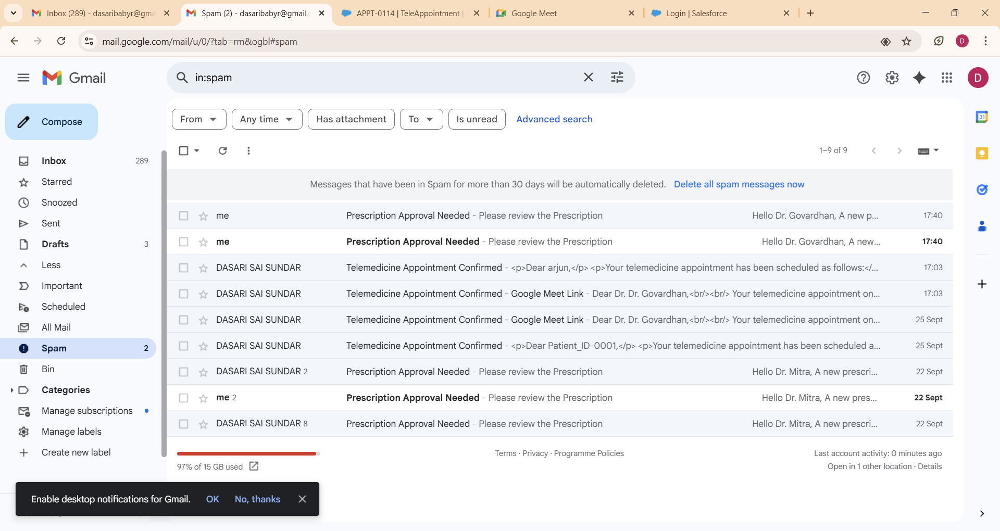 Inbox (289) - dasaribabyr@gma
Spam (2) - dasaribabyr@gmail.c
APPT-0114 | TeleAppointment |
Google Meet
Login | Salesforce
mail.google.com/mail/u/0/?tab=rm&ogbl#spam
D
Gmail
in:spam
D
Compose
From
Any time
Has attachment
To
Is unread
Advanced search
31
1–9 of 9
Inbox 289
Starred
Snoozed
Sent
Drafts 3
Less
Important
Scheduled
All Mail
Spam 2
Bin
Categories
Manage subscriptions
Manage labels
Create new label
Messages that have been in Spam for more than 30 days will be automatically deleted. Delete all spam messages now
me Prescription Approval Needed - Please review the Prescription Hello Dr. Govardhan, A new p... 17:40
me Prescription Approval Needed - Please review the Prescription Hello Dr. Govardhan, A new... 17:40
DASARI SAI SUNDAR Telemedicine Appointment Confirmed - <p>Dear arjun,</p> <p>Your telemedicine appointment has been scheduled as follows:</... 17:03
DASARI SAI SUNDAR Telemedicine Appointment Confirmed - Google Meet Link - Dear Dr. Dr. Govardhan,<br/><br/> Your telemedicine appointment on... 17:03
DASARI SAI SUNDAR Telemedicine Appointment Confirmed - Google Meet Link - Dear Dr. Dr. Govardhan,<br/><br/> Your telemedicine appointment on... 25 Sept
DASARI SAI SUNDAR Telemedicine Appointment Confirmed - <p>Dear Patient_ID-0001,</p> <p>Your telemedicine appointment has been scheduled a... 25 Sept
DASARI SAI SUNDAR 2 Prescription Approval Needed - Please review the Prescription Hello Dr. Mitra, A new prescri... 22 Sept
me 2 Prescription Approval Needed - Please review the Prescription Hello Dr. Mitra, A new pres... 22 Sept
DASARI SAI SUNDAR 8 Prescription Approval Needed - Please review the Prescription Hello Dr. Mitra, A new prescri... 22 Sept
97% of 15 GB used
Terms · Privacy · Programme Policies
Last account activity: 0 minutes ago
Open in 1 other location · Details
Enable desktop notifications for Gmail. OK No, thanks